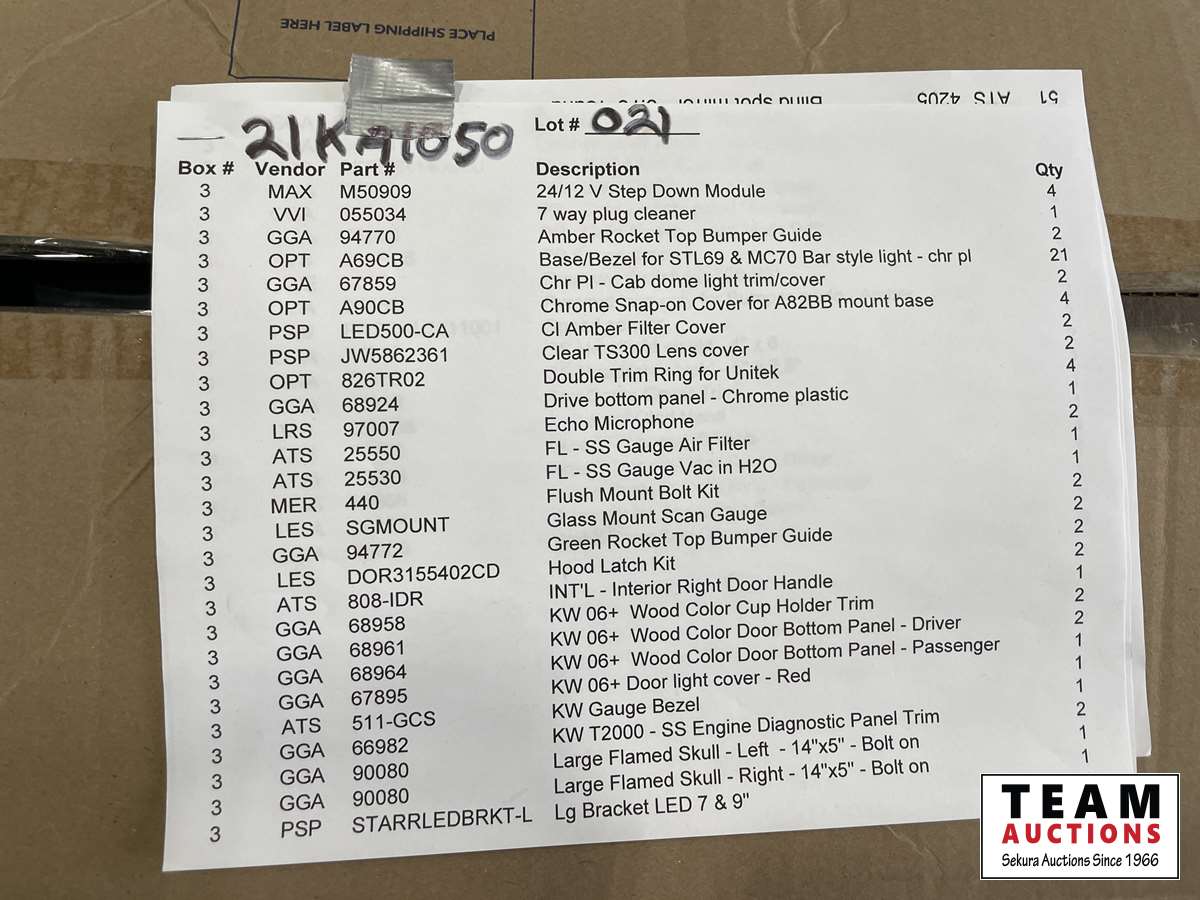 PLACE SHIPPING LABEL HERE
51 ATS 4205 Blind spot mirror
21KA1050 Lot # 021
Box # Vendor Part # Description Qty
3 MAX M50909 24/12 V Step Down Module 4
3 VVI 055034 7 way plug cleaner 1
3 GGA 94770 Amber Rocket Top Bumper Guide 2
3 OPT A69CB Base/Bezel for STL69 & MC70 Bar style light - chr pl 21
3 GGA 67859 Chr Pl - Cab dome light trim/cover 2
3 OPT A90CB Chrome Snap-on Cover for A82BB mount base 4
3 PSP LED500-CA Cl Amber Filter Cover 2
3 PSP JW5862361 Clear TS300 Lens cover 2
3 OPT 826TR02 Double Trim Ring for Unitek 4
3 GGA 68924 Drive bottom panel - Chrome plastic 1
3 LRS 97007 Echo Microphone 2
3 ATS 25550 FL - SS Gauge Air Filter 1
3 ATS 25530 FL - SS Gauge Vac in H2O 1
3 MER 440 Flush Mount Bolt Kit 2
3 LES SGMOUNT Glass Mount Scan Gauge 2
3 GGA 94772 Green Rocket Top Bumper Guide 2
3 LES DOR3155402CD Hood Latch Kit 2
3 ATS 808-IDR INT'L - Interior Right Door Handle 1
3 GGA 68958 KW 06+ Wood Color Cup Holder Trim 2
3 GGA 68961 KW 06+ Wood Color Door Bottom Panel - Driver 2
3 GGA 68964 KW 06+ Wood Color Door Bottom Panel - Passenger 1
3 GGA 67895 KW 06+ Door light cover - Red 1
3 ATS 511-GCS KW Gauge Bezel 1
3 GGA 66982 KW T2000 - SS Engine Diagnostic Panel Trim 2
3 GGA 90080 Large Flamed Skull - Left - 14"x5" - Bolt on 1
3 GGA 90080 Large Flamed Skull - Right - 14"x5" - Bolt on 1
3 PSP STARRLEDBRKT-L Lg Bracket LED 7 & 9"
TEAM
AUCTIONS
Sekura Auctions Since 1966